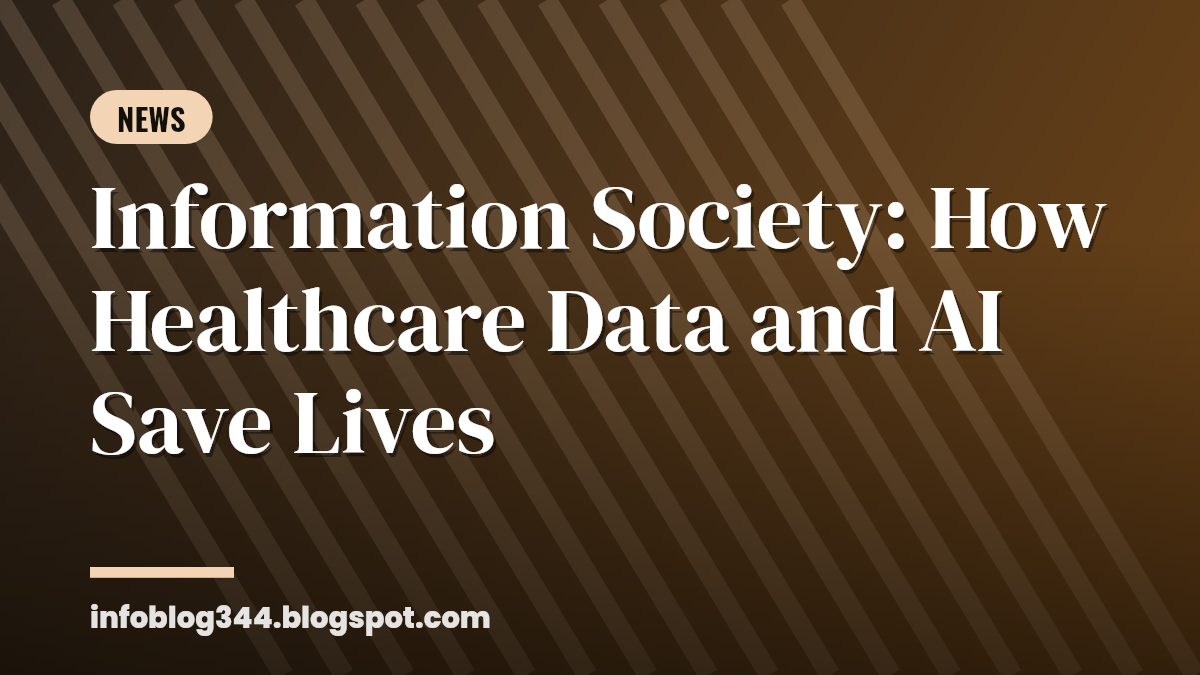 NEWS
Information Society: How
Healthcare Data and AI
Save Lives
infoblog344.blogspot.com